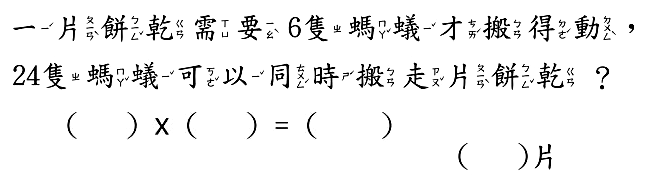 一片餅乾需要6隻螞蟻才搬得動，
24隻螞蟻可以同時搬走片餅乾？
(　　) X (　　) = (　　)
(　　)片